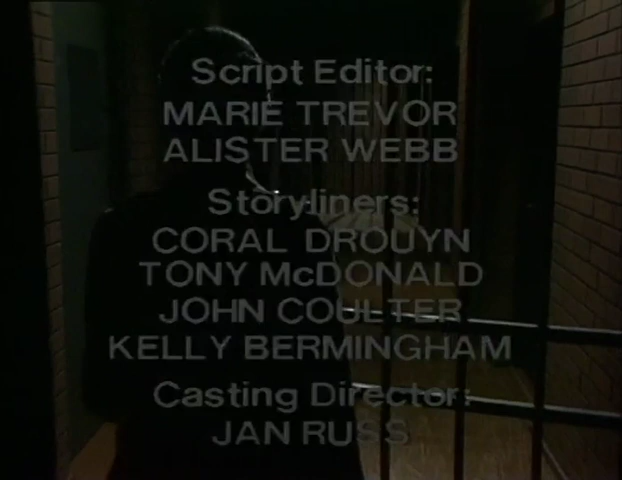 Script Editor:
MARIE TREVOR
ALISTER WEBB
Storyliners:
CORAL DROUYN
TONY McDONALD
JOHN COULTER
KELLY BERMINGHAM
Casting Director:
JAN RUSS